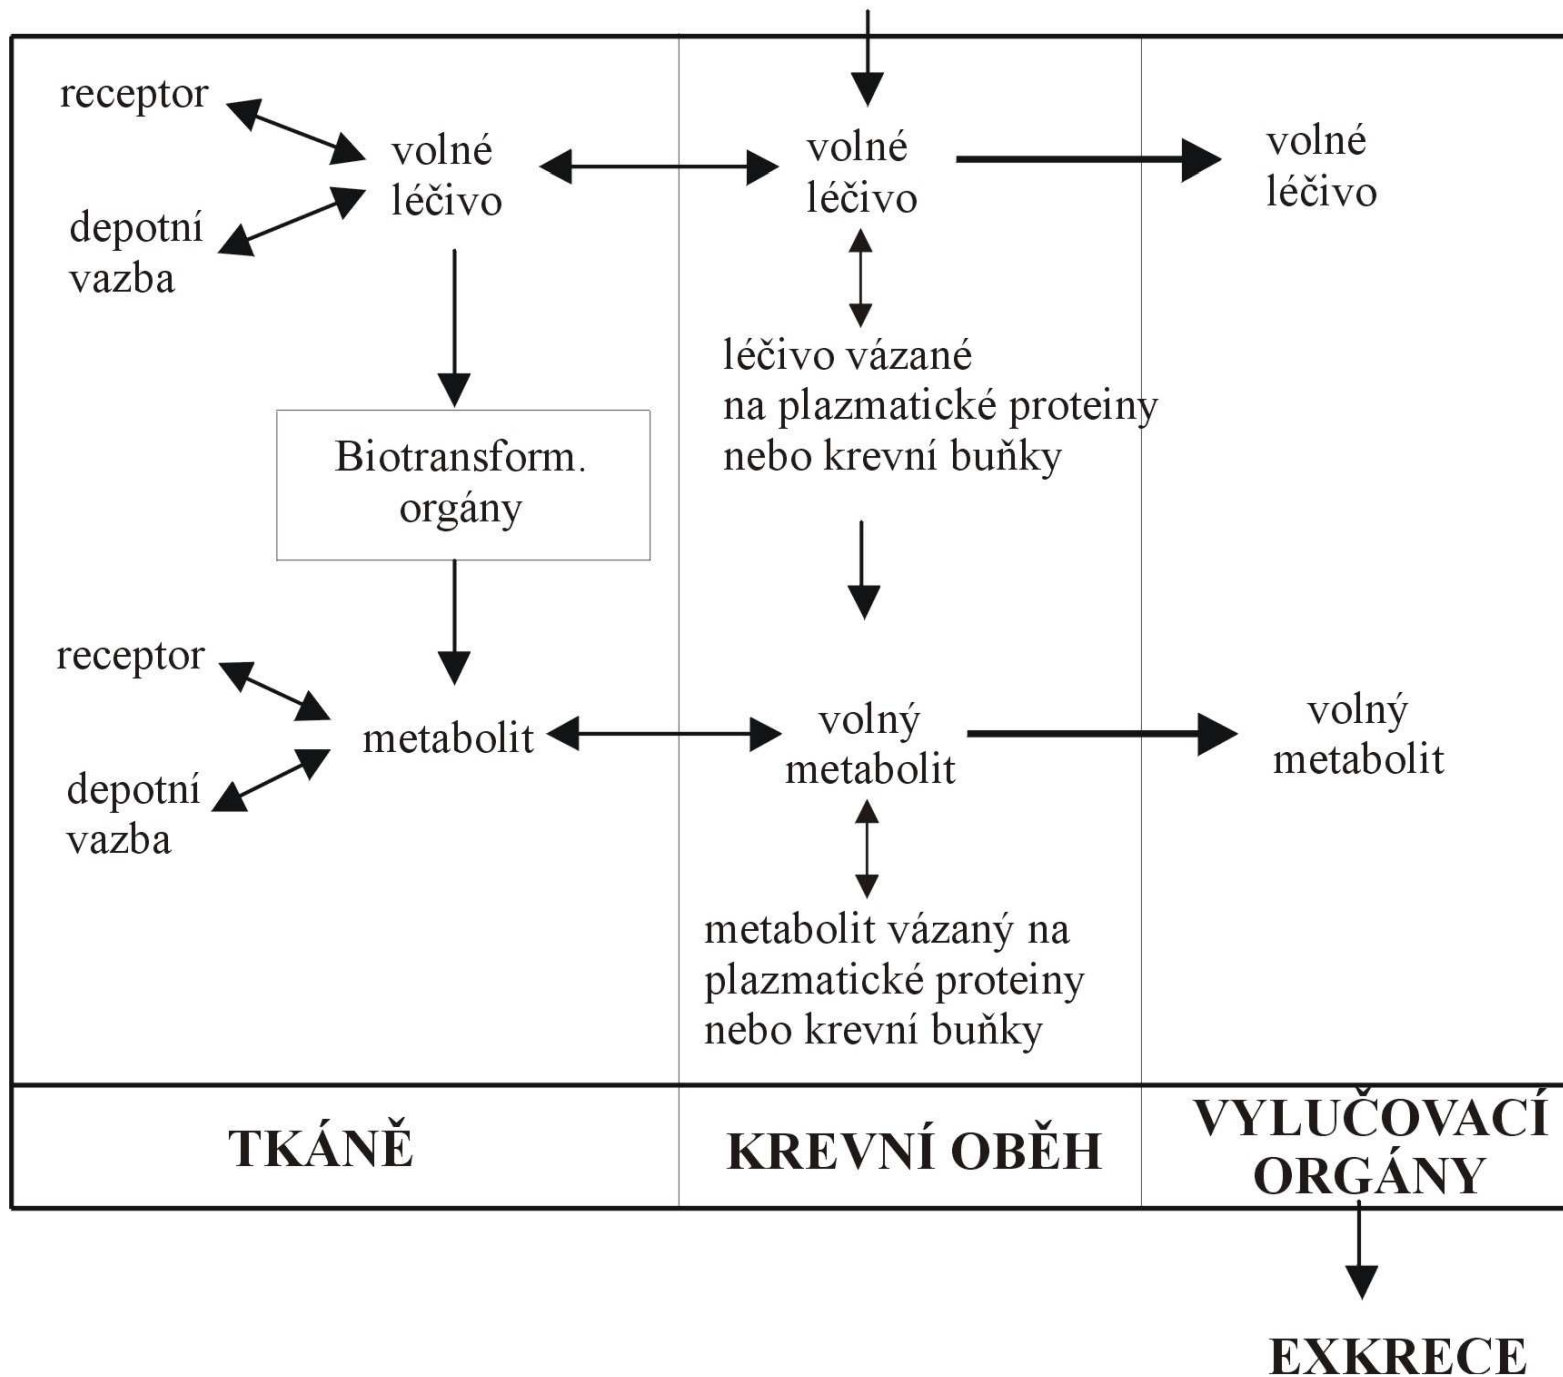 receptor
volné
léčivo
depotní
vazba
volné
léčivo
volné
léčivo
léčivo vázané
na plazmatické proteiny
nebo krevní buňky
Biotransform.
orgány
receptor
metabolit
depotní
vazba
volný
metabolit
volný
metabolit
metabolit vázaný na
plazmatické proteiny
nebo krevní buňky
TKÁNĚ
KREVNÍ OBĚH
VYLUČOVACÍ
ORGÁNY
EXKRECE